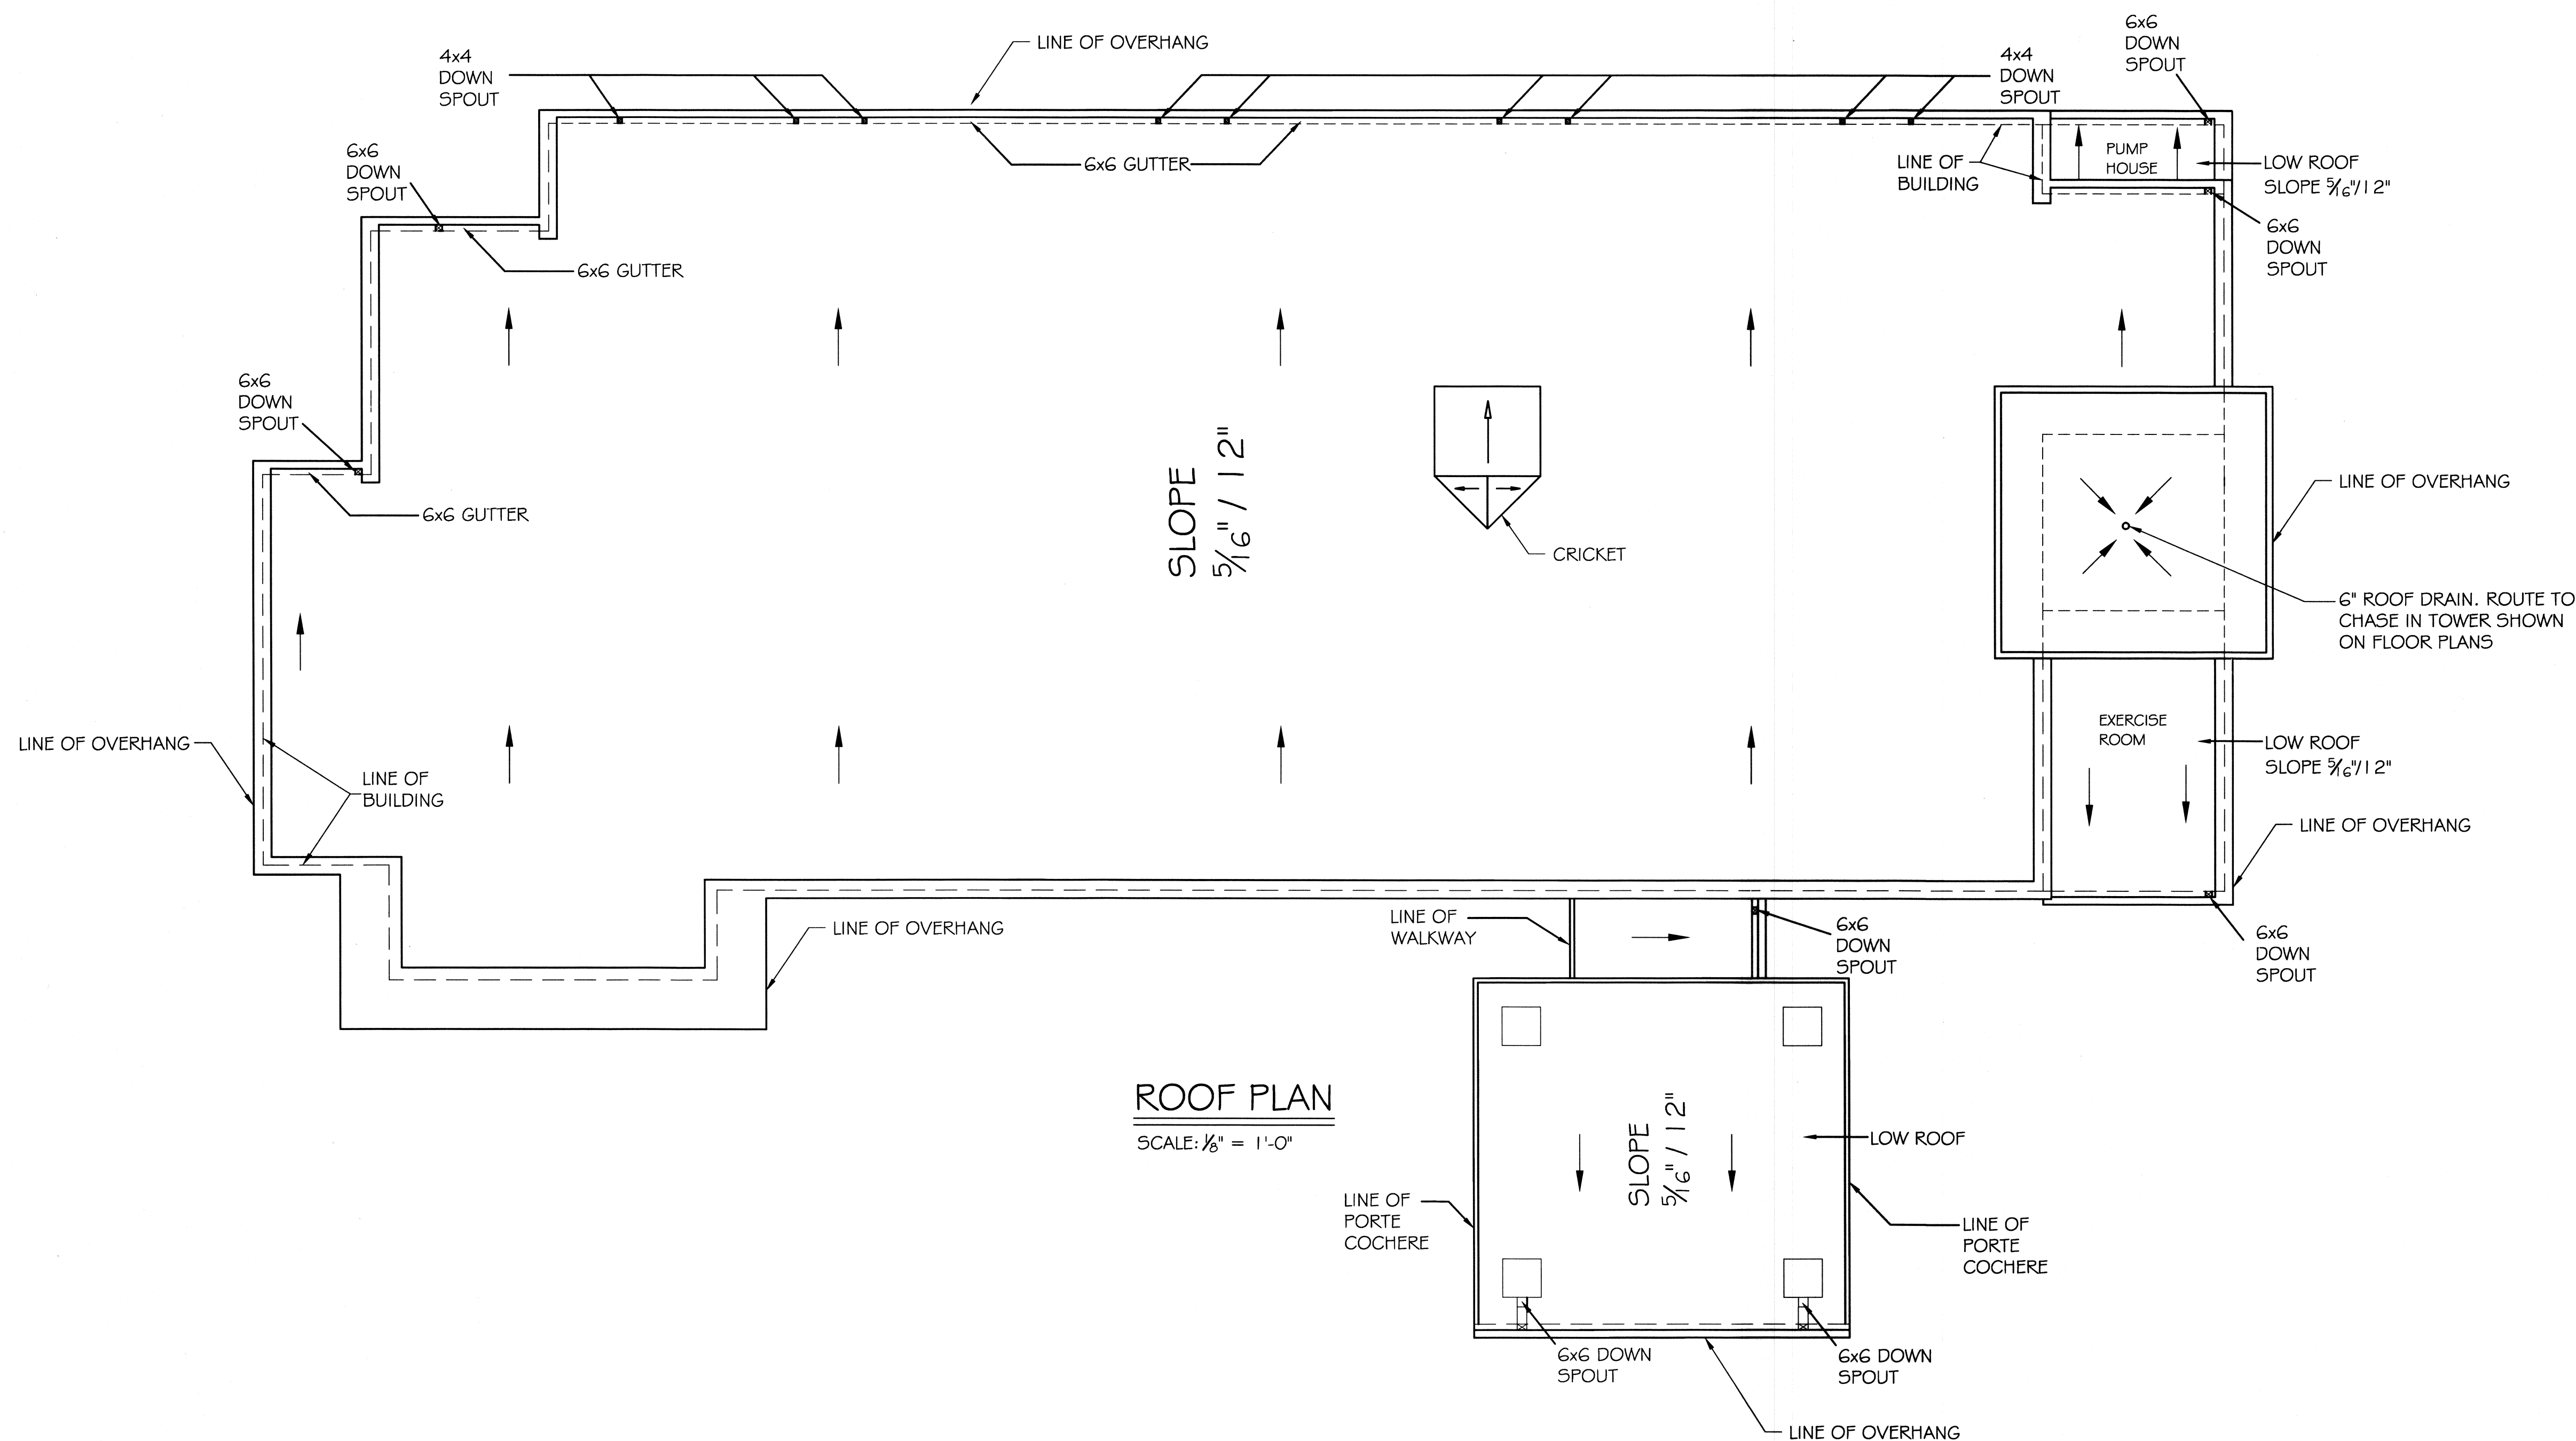 6x6
DOWN
SPOUT
LINE OF OVERHANG
4x4
DOWN
SPOUT
4x4
DOWN
SPOUT
6x6
DOWN
SPOUT
6x6 GUTTER
LINE OF
BUILDING
PUMP
HOUSE
LOW ROOF
SLOPE 5/16"/12"
6x6
DOWN
SPOUT
6x6 GUTTER
6x6
DOWN
SPOUT
6x6 GUTTER
SLOPE
5/16" / 12"
CRICKET
LINE OF OVERHANG
6" ROOF DRAIN. ROUTE TO
CHASE IN TOWER SHOWN
ON FLOOR PLANS
LINE OF OVERHANG
LINE OF
BUILDING
EXERCISE
ROOM
LOW ROOF
SLOPE 5/16"/12"
LINE OF OVERHANG
LINE OF OVERHANG
LINE OF
WALKWAY
6x6
DOWN
SPOUT
6x6
DOWN
SPOUT
ROOF PLAN
SCALE: 1/8" = 1'-0"
SLOPE
5/16" / 12"
LOW ROOF
LINE OF
PORTE
COCHERE
LINE OF
PORTE
COCHERE
6x6 DOWN
SPOUT
6x6 DOWN
SPOUT
LINE OF OVERHANG